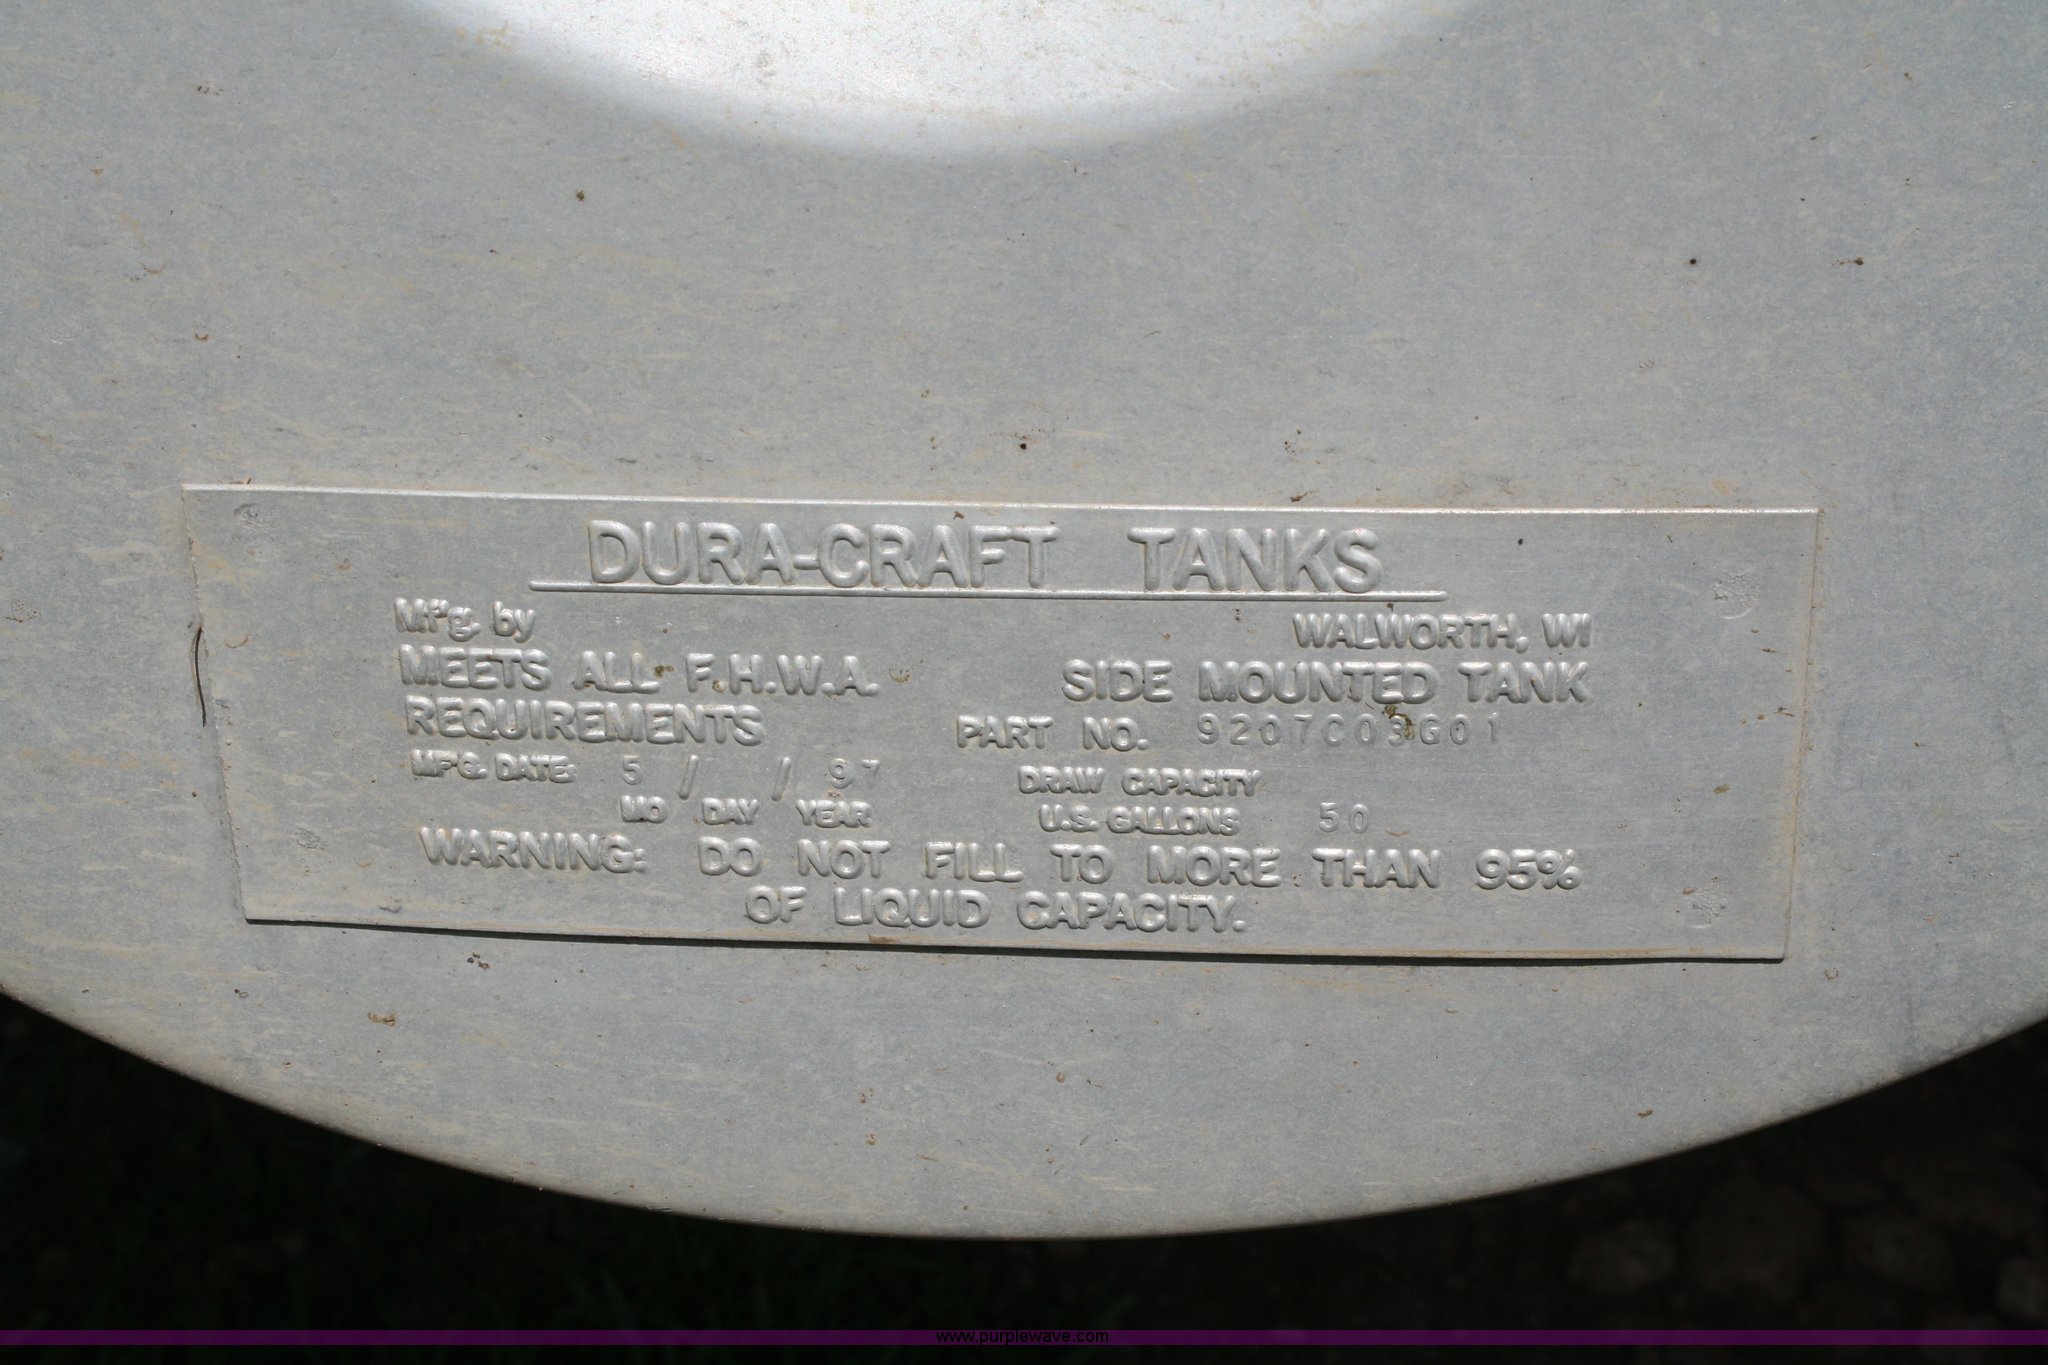 DURA-CRAFT TANKS
Mf'g. by
WALWORTH, WI
MEETS ALL F.H.W.A. SIDE MOUNTED TANK
REQUIREMENTS PART NO. 9207C03G01
MF'G. DATE: 5 / / 97 DRAW CAPACITY
MO DAY YEAR U.S. GALLONS 50
WARNING: DO NOT FILL TO MORE THAN 95%
OF LIQUID CAPACITY.
www.purplewave.com